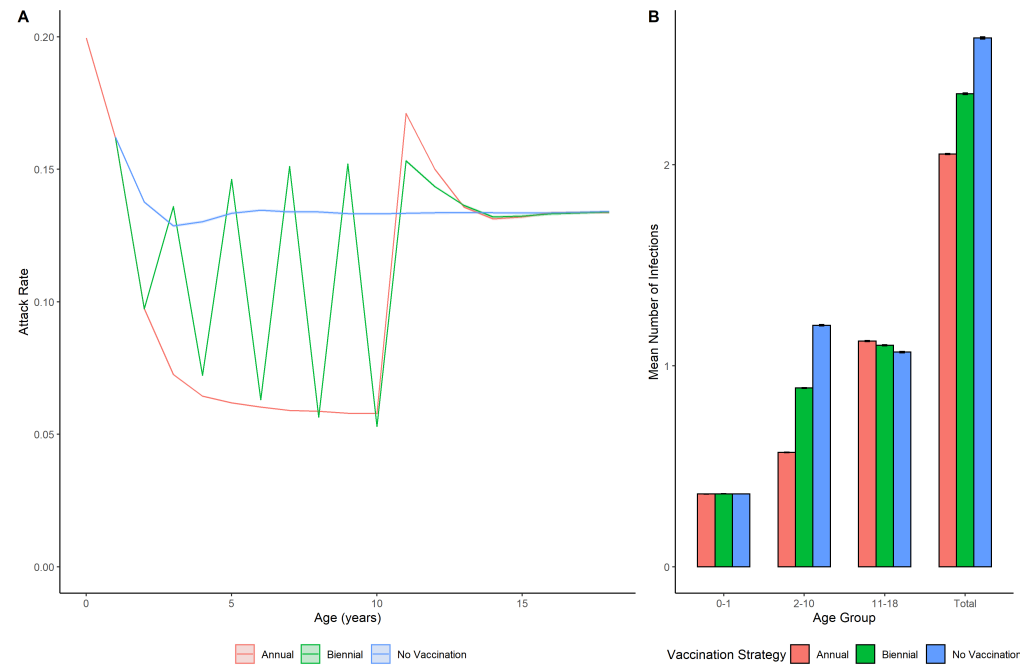 A
0.20
0.15
0.10
0.05
0.00
Attack Rate
0
5
10
15
Age (years)
Annual
Biennial
No Vaccination
B
2
1
0
Mean Number of Infections
0-1
2-10
11-18
Total
Age Group
Vaccination Strategy
Annual
Biennial
No Vaccination